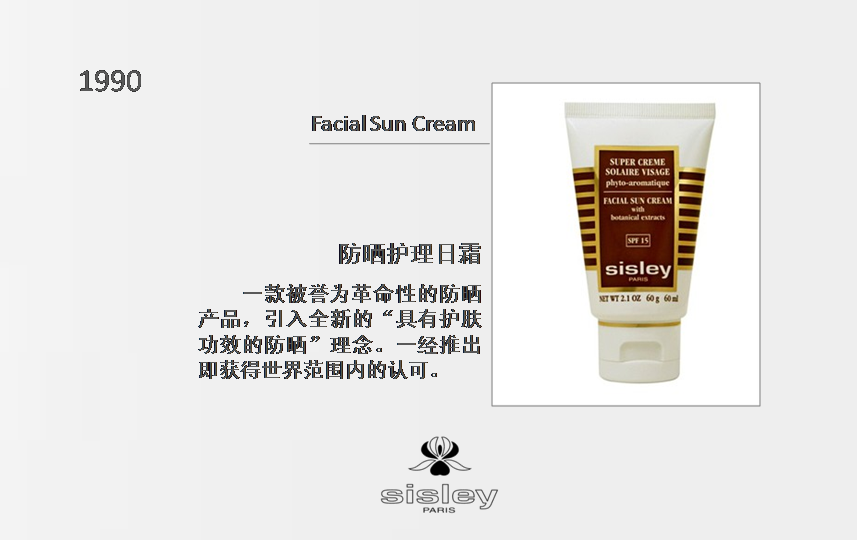 1990
Facial Sun Cream
防晒护理日霜
一款被誉为革命性的防晒
产品，引入全新的“具有护肤
功效的防晒”理念。一经推出
即获得世界范围内的认可。
SUPER CREME
SOLAIRE VISAGE
phyto-aromatique
FACIAL SUN CREAM
with
botanical extracts
SPF 15
sisley
PARIS
NET WT 2.1 OZ 60 g 60 ml
sisley
PARIS